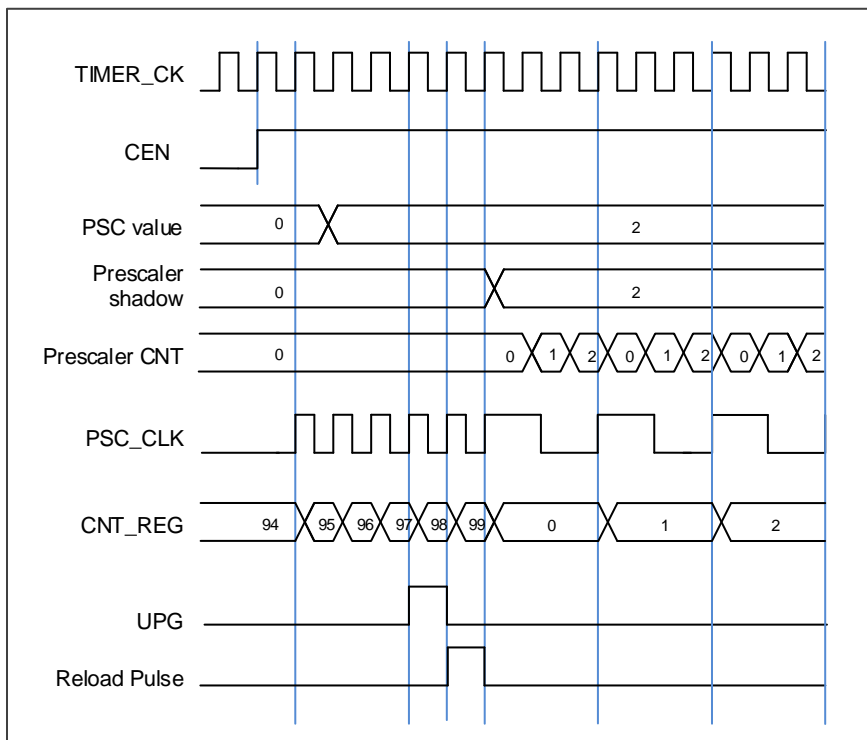 TIMER_CK
CEN
PSC value 0 2
Prescaler
shadow 0 2
Prescaler CNT 0 0 1 2 0 1 2 0 1 2
PSC_CLK
CNT_REG 94 95 96 97 98 99 0 1 2
UPG
Reload Pulse